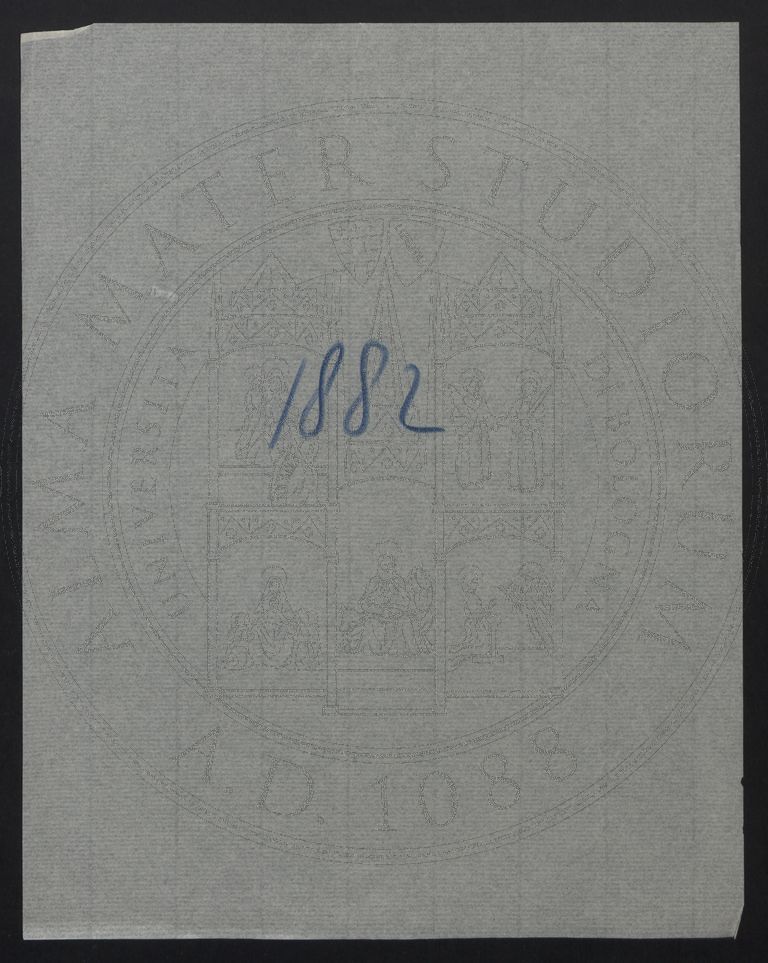 ALMA MATER STUDIORUM
UNIVERSITÀ DI BOLOGNA
1882
A.D. 1088